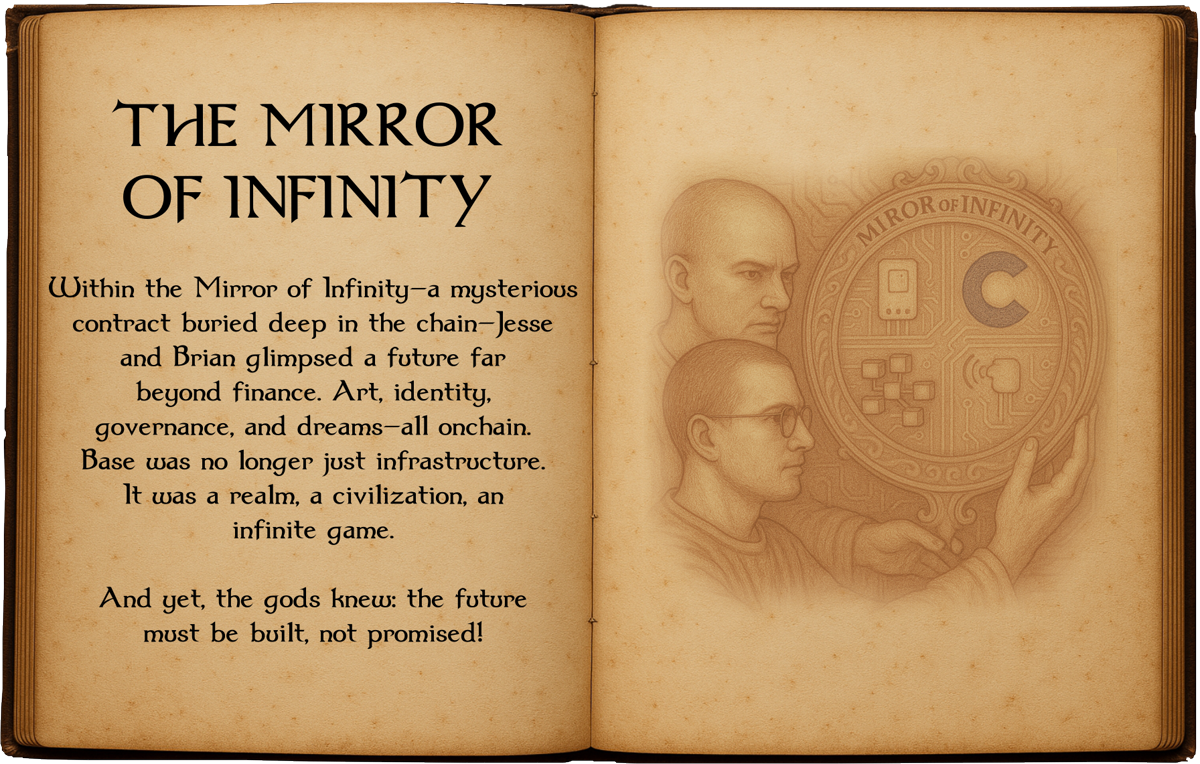 THE MIRROR
OF INFINITY
Within the Mirror of Infinity—a mysterious
contract buried deep in the chain—Jesse
and Brian glimpsed a future far
beyond finance. Art, identity,
governance, and dreams—all onchain.
Base was no longer just infrastructure.
It was a realm, a civilization, an
infinite game.
And yet, the gods knew: the future
must be built, not promised!
MIROR OF INFINITY
C